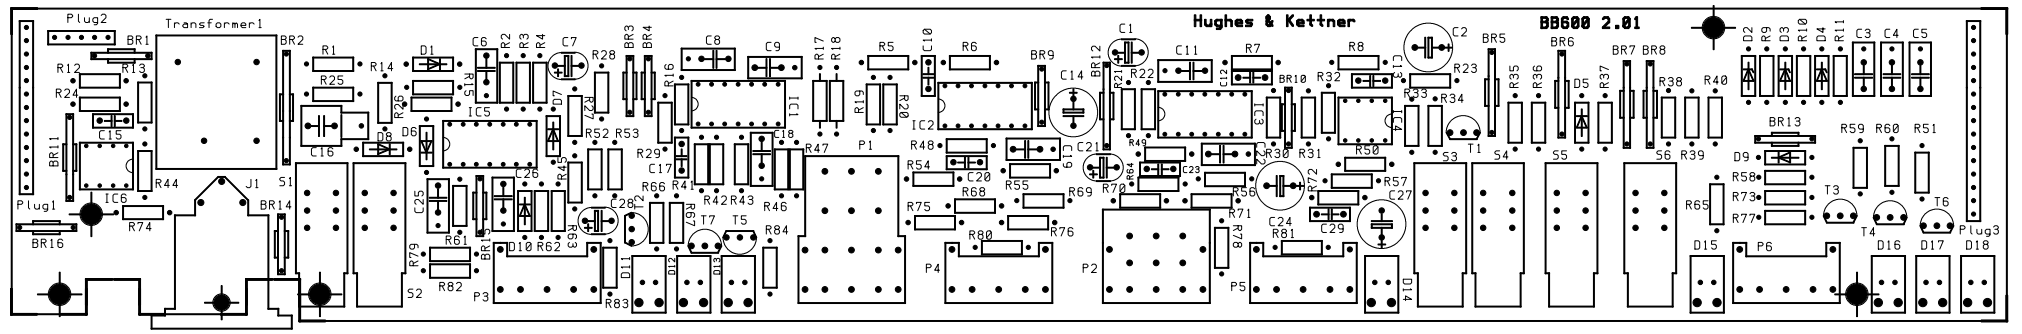 Plug2
Transformer1
BR1
BR2
R1
D1
C6
R2
R3
R4
C7
R28
BR3
BR4
C8
C9
R17
R18
R5
C10
R6
BR9
C1
BR12
C11
Hughes & Kettner
R7
R8
C2
BR5
BB600 2.01
BR6
BR7
BR8
D2
R9
D3
R10
D4
R11
C3
C4
C5
R12
R13
R24
R25
R14
R26
R15
R16
C14
R21
R22
C12
BR10
R32
C13
R23
R35
R36
D5
R37
R38
R40
C15
BR11
C16
D6
D8
IC5
D7
R27
R52
R53
R29
C17
IC1
C18
R47
R19
R20
P1
IC2
R48
C19
C21
R49
IC3
C22
R30
R31
R33
R34
IC4
T1
R50
S3
S4
S5
S6
R39
BR13
R59
R60
R51
Plug1
IC6
R44
J1
S1
C25
C26
R45
R41
R42
R43
R46
R54
C20
R55
R64
C23
R70
R69
R56
R72
R57
C27
D9
R58
R73
R77
R65
T3
T4
T6
Plug3
BR16
R74
BR14
R61
BR15
D10
R62
R63
C28
T2
R66
R67
T7
T5
R84
R75
R68
R76
R71
R78
C24
C29
R79
R82
S2
P3
R83
D11
D12
D13
P4
R80
P2
P5
R81
D14
D15
P6
D16
D17
D18